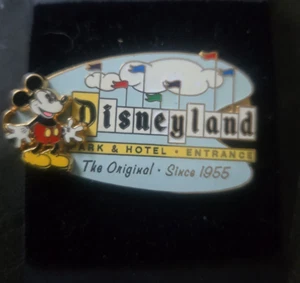 Disneyland
PARK & HOTEL • ENTRANCE
The Original • Since 1955